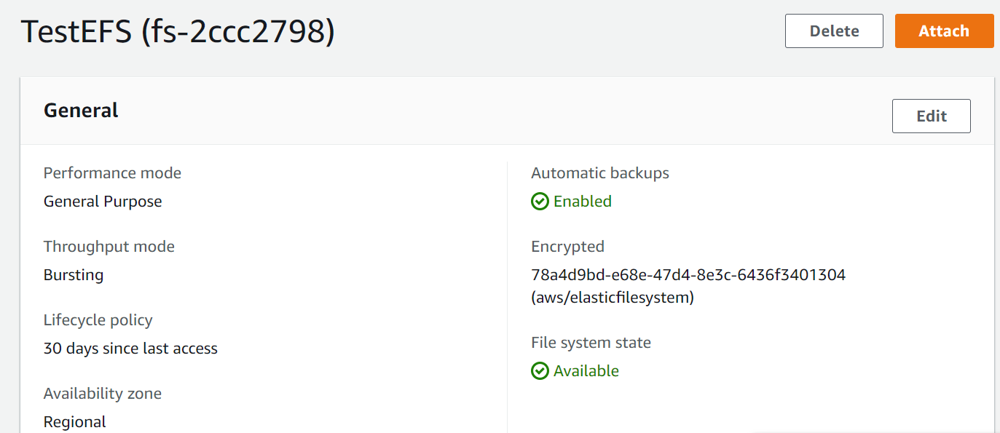 TestEFS (fs-2ccc2798)
Delete
Attach
General
Edit
Performance mode
General Purpose
Throughput mode
Bursting
Lifecycle policy
30 days since last access
Availability zone
Regional
Automatic backups
Enabled
Encrypted
78a4d9bd-e68e-47d4-8e3c-6436f3401304
(aws/elasticfilesystem)
File system state
Available